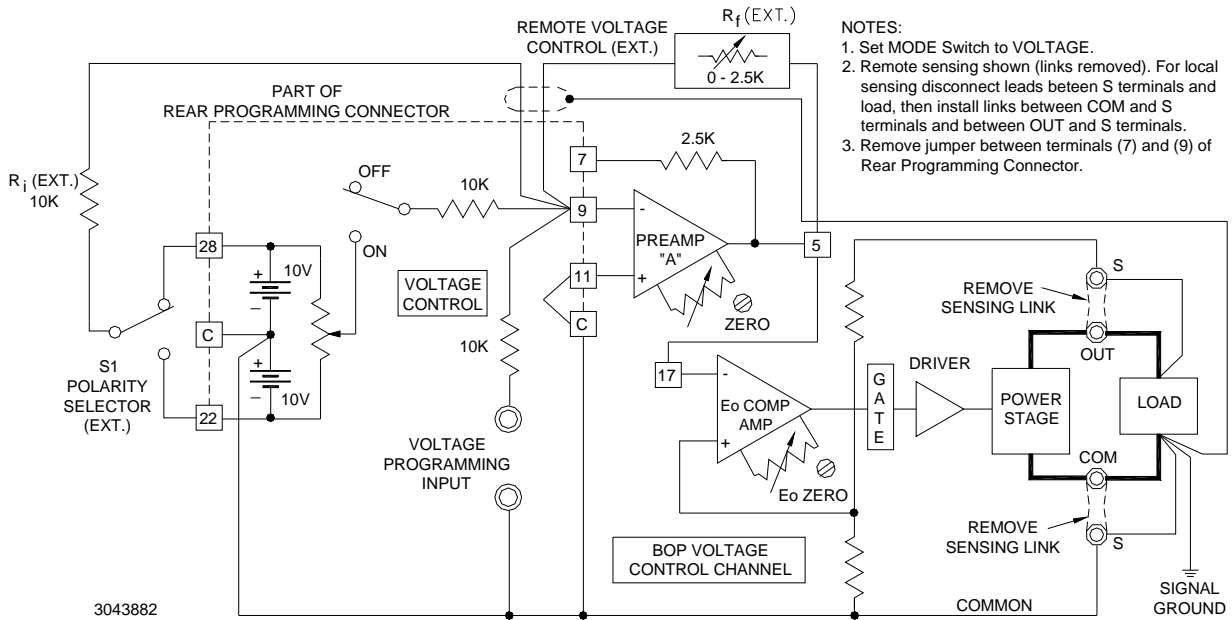 R f (EXT.)
REMOTE VOLTAGE
CONTROL (EXT.)
0 - 2.5K
NOTES:
1. Set MODE Switch to VOLTAGE.
2. Remote sensing shown (links removed). For local
sensing disconnect leads beteen S terminals and
load, then install links between COM and S
terminals and between OUT and S terminals.
3. Remove jumper between terminals (7) and (9) of
Rear Programming Connector.
PART OF
REAR PROGRAMMING CONNECTOR
R i (EXT.)
10K
OFF
10K
ON
7
2.5K
9
-
PREAMP
"A"
+
11
C
ZERO
5
28
+
10V
–
C
+
10V
–
22
S1
POLARITY
SELECTOR
(EXT.)
VOLTAGE
CONTROL
10K
VOLTAGE
PROGRAMMING
INPUT
17
-
Eo COMP
AMP
+
Eo ZERO
GATE
DRIVER
POWER
STAGE
S
REMOVE
SENSING LINK
OUT
LOAD
COM
REMOVE
SENSING LINK
S
BOP VOLTAGE
CONTROL CHANNEL
COMMON
SIGNAL
GROUND
3043882